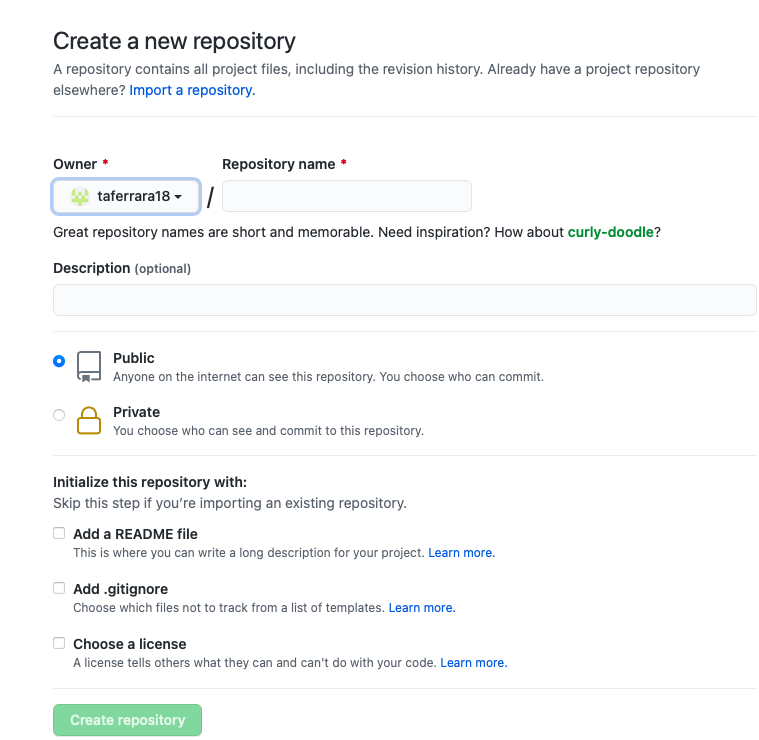 Create a new repository
A repository contains all project files, including the revision history. Already have a project repository
elsewhere? Import a repository.
Owner * Repository name *
taferrara18 /
Great repository names are short and memorable. Need inspiration? How about curly-doodle?
Description (optional)
Public
Anyone on the internet can see this repository. You choose who can commit.
Private
You choose who can see and commit to this repository.
Initialize this repository with:
Skip this step if you’re importing an existing repository.
Add a README file
This is where you can write a long description for your project. Learn more.
Add .gitignore
Choose which files not to track from a list of templates. Learn more.
Choose a license
A license tells others what they can and can't do with your code. Learn more.
Create repository